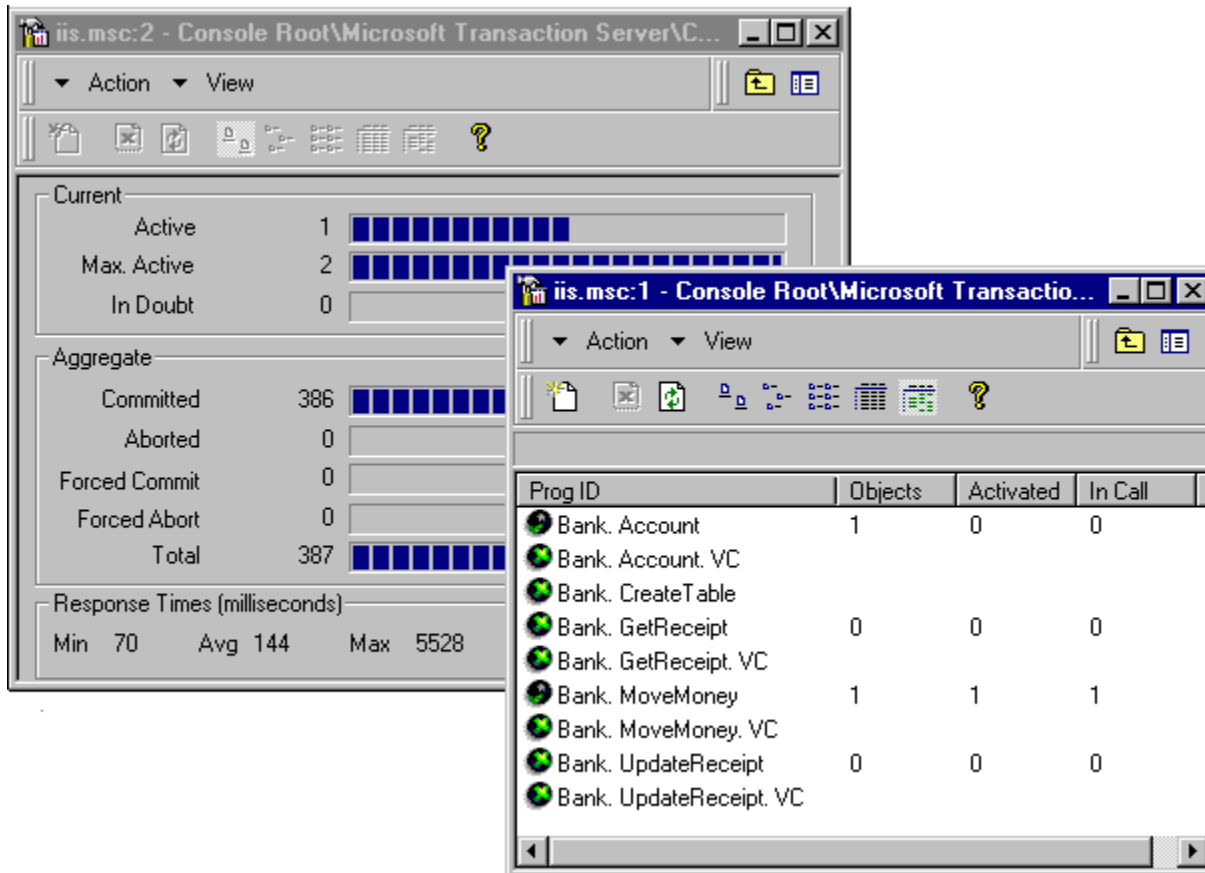 iis.msc:2 - Console Root\Microsoft Transaction Server\C...
Action View
Current
Active 1
Max. Active 2
In Doubt 0
Aggregate
Committed 386
Aborted 0
Forced Commit 0
Forced Abort 0
Total 387
Response Times (milliseconds)
Min 70 Avg 144 Max 5528
iis.msc:1 - Console Root\Microsoft Transactio...
Action View
Prog ID Objects Activated In Call
Bank. Account 1 0 0
Bank. Account. VC
Bank. CreateTable
Bank. GetReceipt 0 0 0
Bank. GetReceipt. VC
Bank. MoveMoney 1 1 1
Bank. MoveMoney. VC
Bank. UpdateReceipt 0 0 0
Bank. UpdateReceipt. VC